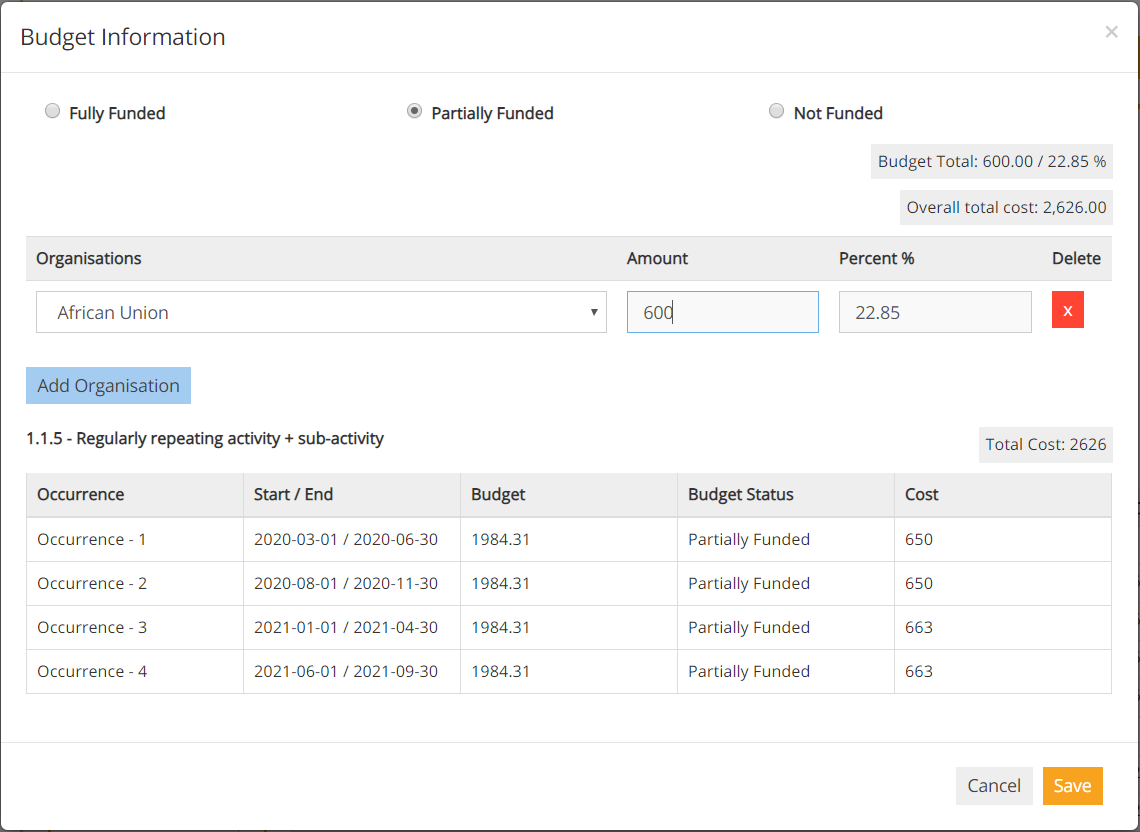 Budget Information ×
Fully Funded Partially Funded Not Funded
Budget Total: 600.00 / 22.85 %
Overall total cost: 2,626.00
Organisations Amount Percent % Delete
African Union 600 22.85 x
Add Organisation
1.1.5 - Regularly repeating activity + sub-activity
Total Cost: 2626
Occurrence Start / End Budget Budget Status Cost
Occurrence - 1 2020-03-01 / 2020-06-30 1984.31 Partially Funded 650
Occurrence - 2 2020-08-01 / 2020-11-30 1984.31 Partially Funded 650
Occurrence - 3 2021-01-01 / 2021-04-30 1984.31 Partially Funded 663
Occurrence - 4 2021-06-01 / 2021-09-30 1984.31 Partially Funded 663
Cancel Save